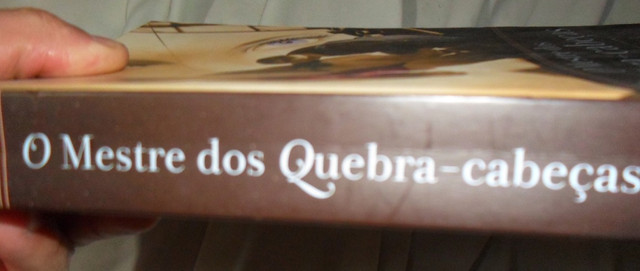 O Mestre dos Quebra-cabeças